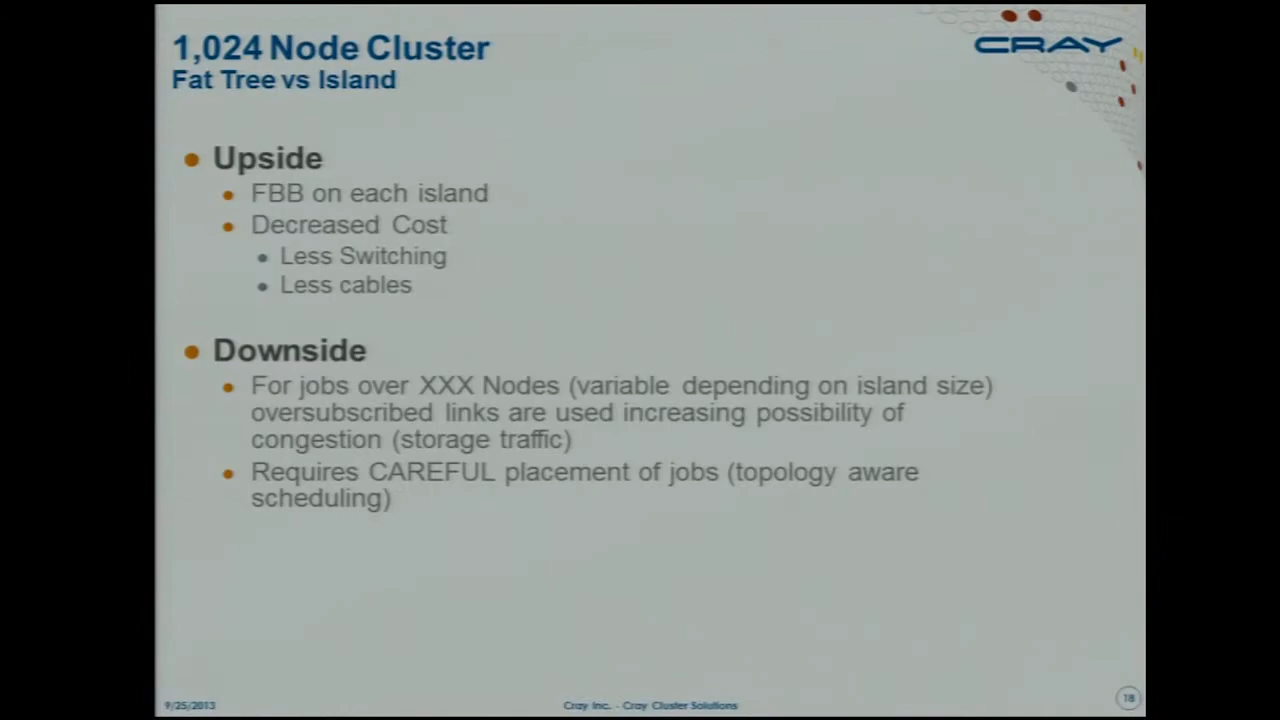 1,024 Node Cluster
Fat Tree vs Island
CRAY
Upside
FBB on each island
Decreased Cost
Less Switching
Less cables
Downside
For jobs over XXX Nodes (variable depending on island size)
oversubscribed links are used increasing possibility of
congestion (storage traffic)
Requires CAREFUL placement of jobs (topology aware
scheduling)
9/25/2013
Cray Inc. - Cray Cluster Solutions
18